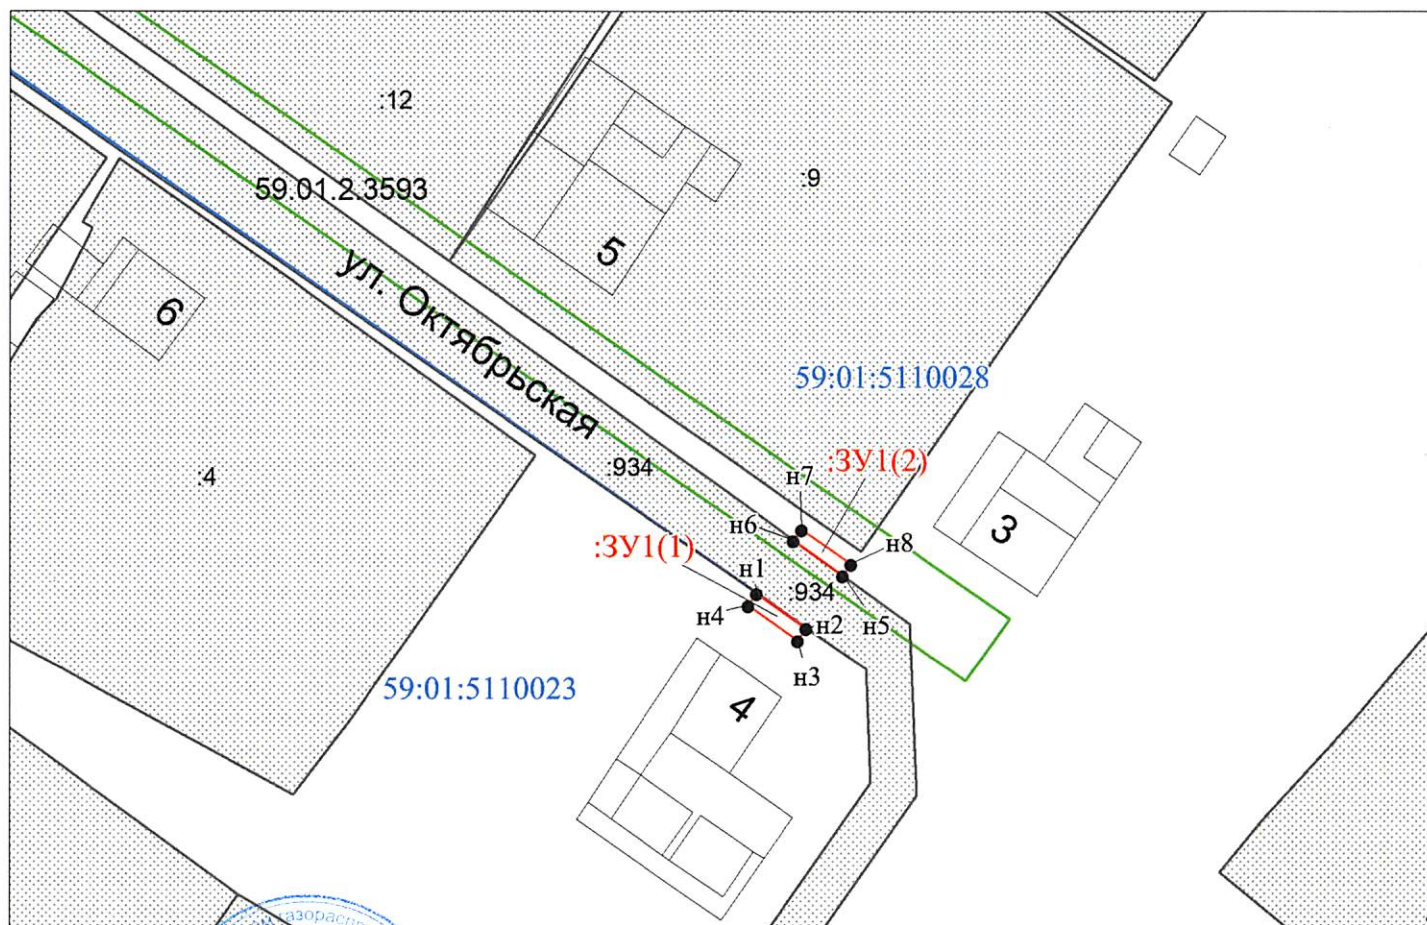 :12
59.01.2.3593
:9
5
ул. Октябрьская
6
59:01:5110028
:4
:934
:ЗУ1(2)
н7
н6
3
:ЗУ1(1)
н8
н1
:934
н4
н2
н5
н3
59:01:5110023
4